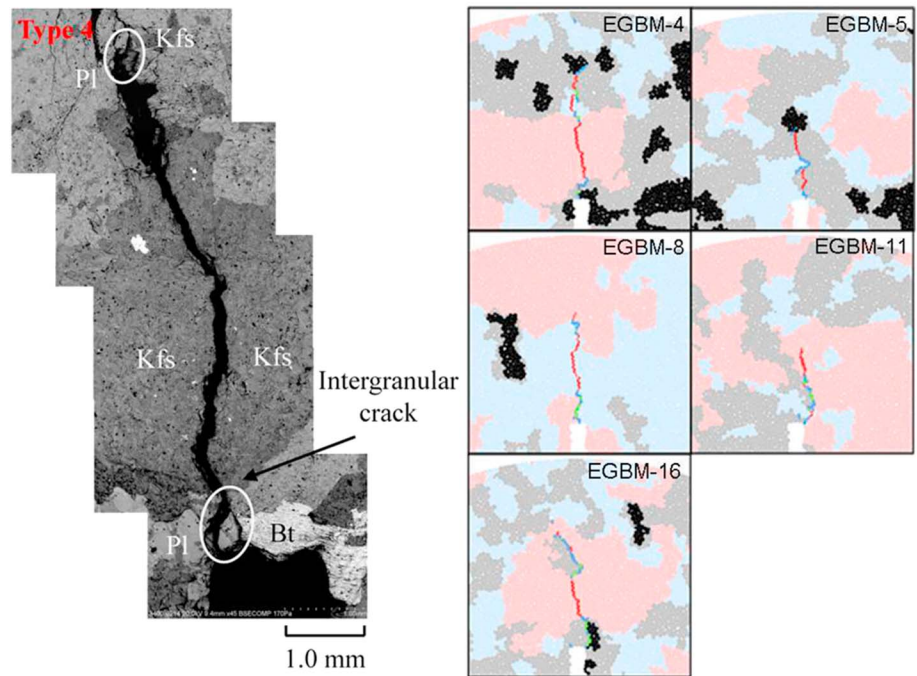 Type 4
Kfs
Pl
Kfs
Kfs
Intergranular
crack
Pl
Bt
1.0 mm
EGBM-4
EGBM-5
EGBM-8
EGBM-11
EGBM-16